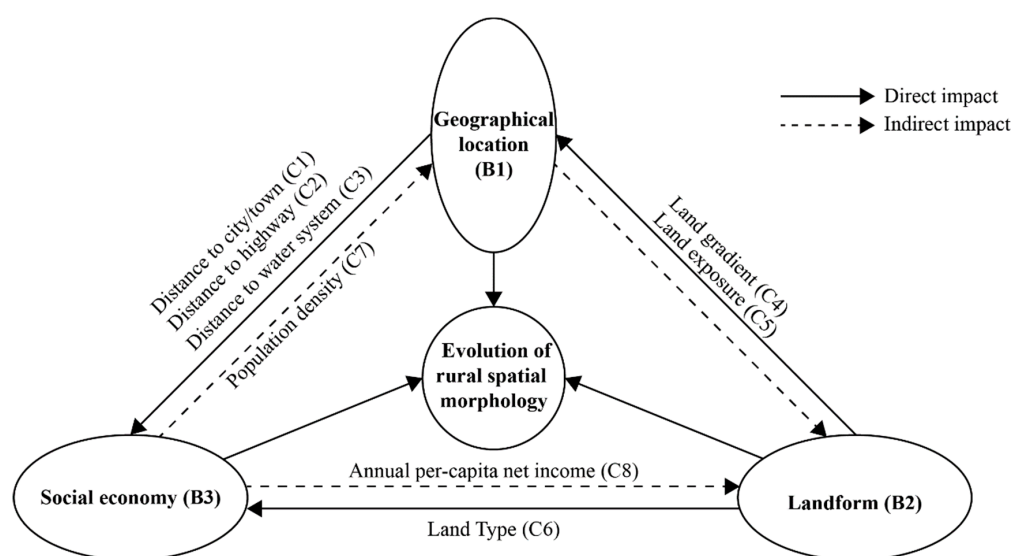 Geographical
location
(B1)
Direct impact
Indirect impact
Distance to city/town (C1)
Distance to highway (C2)
Distance to water system (C3)
Population density (C7)
Land gradient (C4)
Land exposure (C5)
Evolution of
rural spatial
morphology
Annual per-capita net income (C8)
Social economy (B3)
Landform (B2)
Land Type (C6)